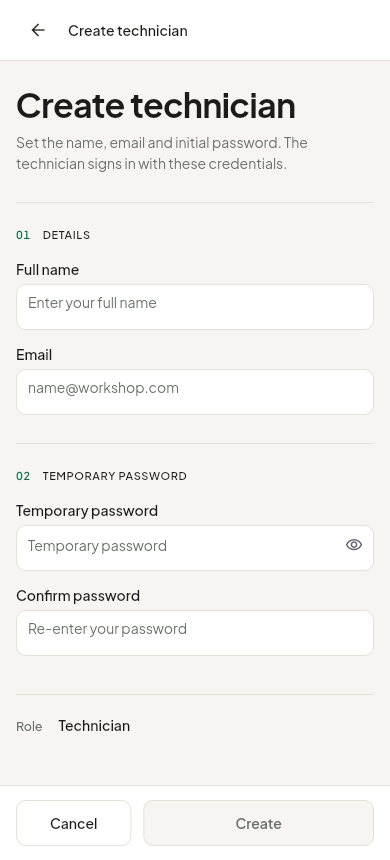 Create technician
Create technician
Set the name, email and initial password. The
technician signs in with these credentials.
01 DETAILS
Full name
Enter your full name
Email
name@workshop.com
02 TEMPORARY PASSWORD
Temporary password
Temporary password
Confirm password
Re-enter your password
Role Technician
Cancel Create